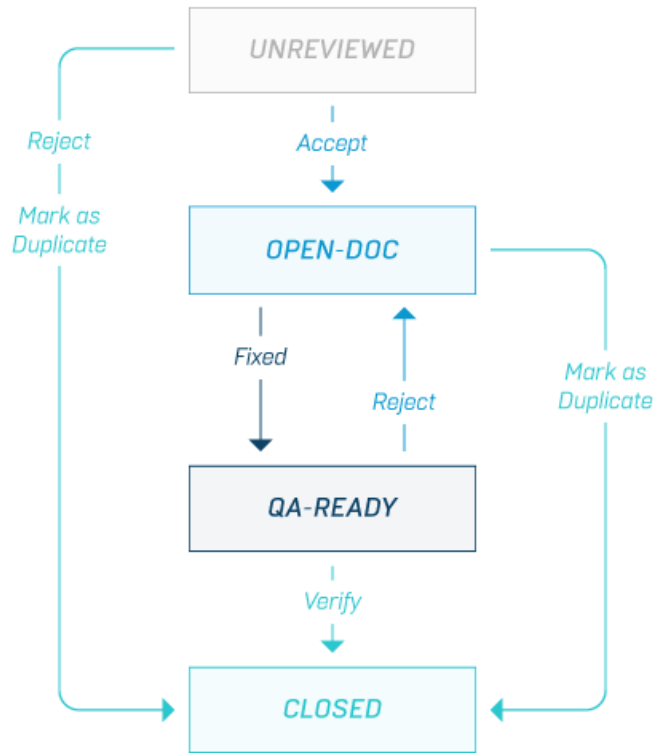 UNREVIEWED
Reject
Accept
Mark as
Duplicate
OPEN-DOC
Fixed
Reject
Mark as
Duplicate
QA-READY
Verify
CLOSED